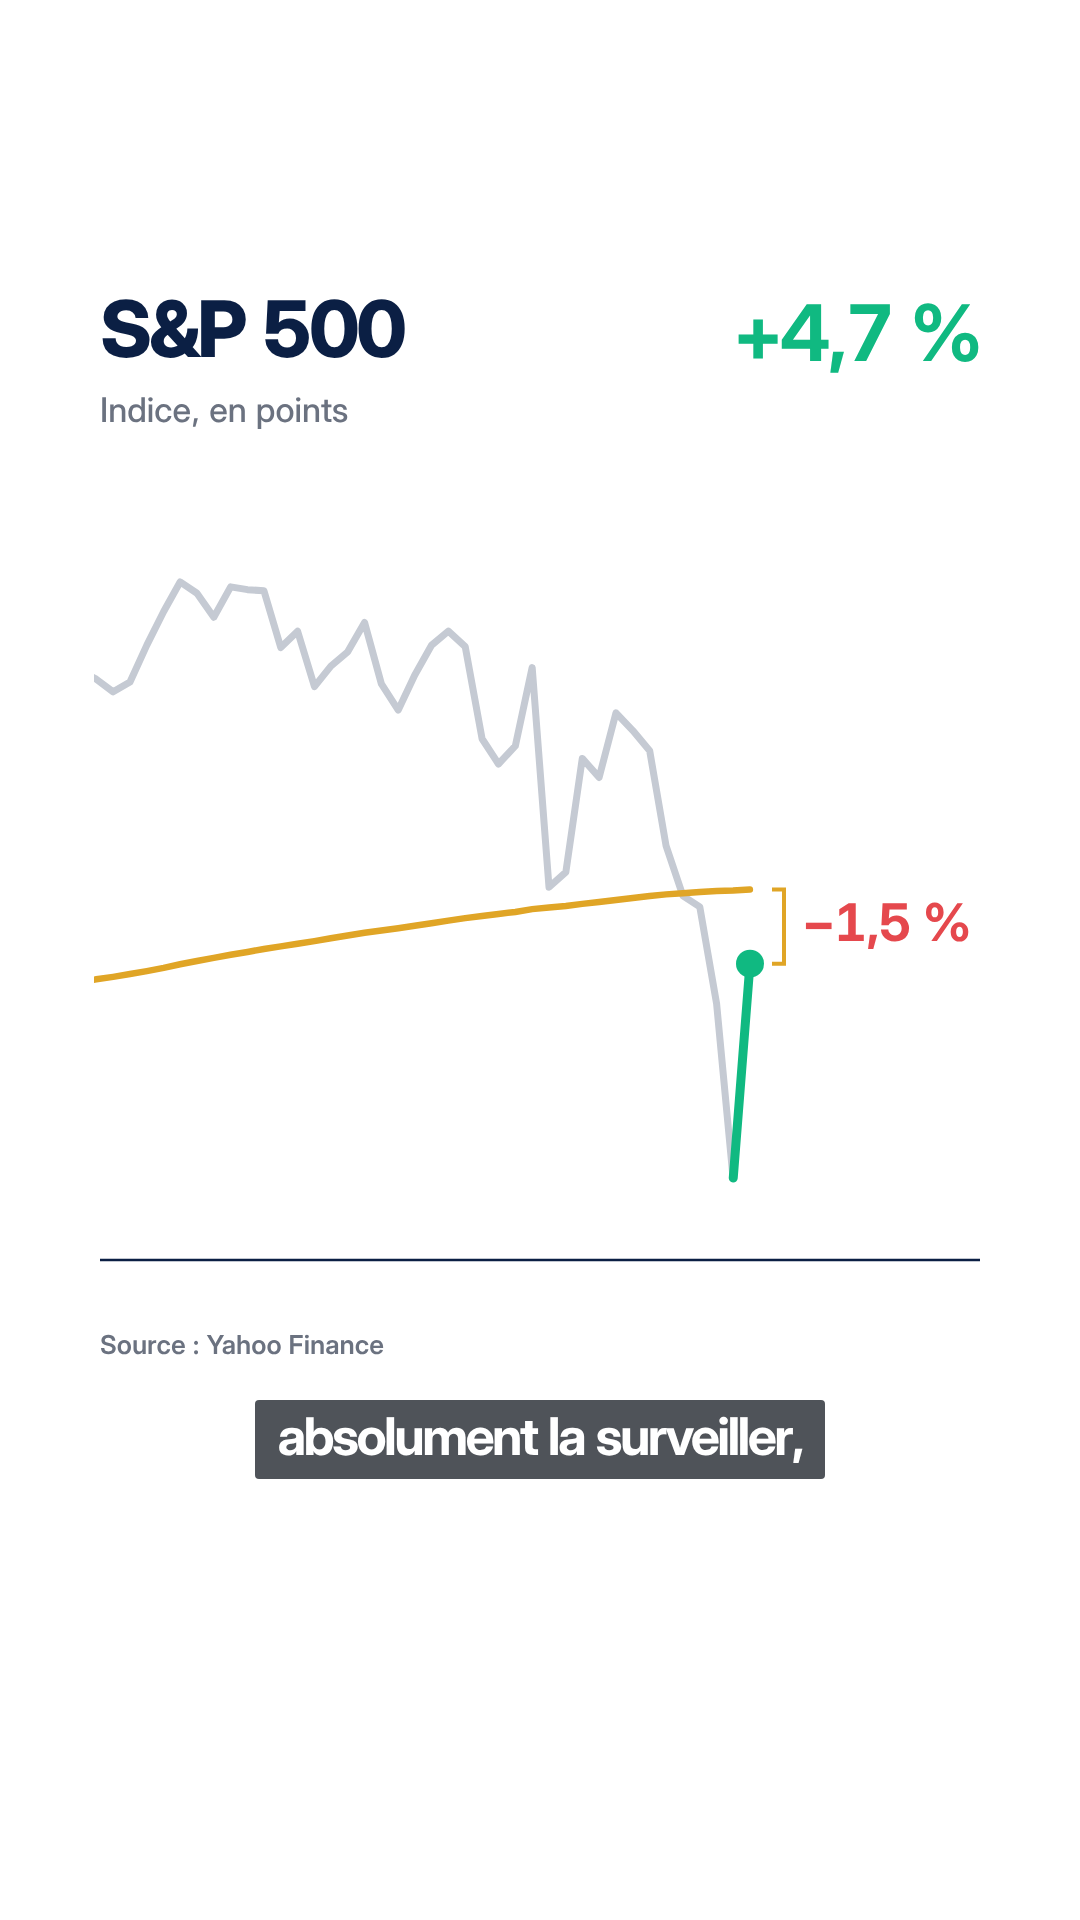 S&P 500
+4,7 %
Indice, en points
−1,5 %
Source : Yahoo Finance
absolument la surveiller,